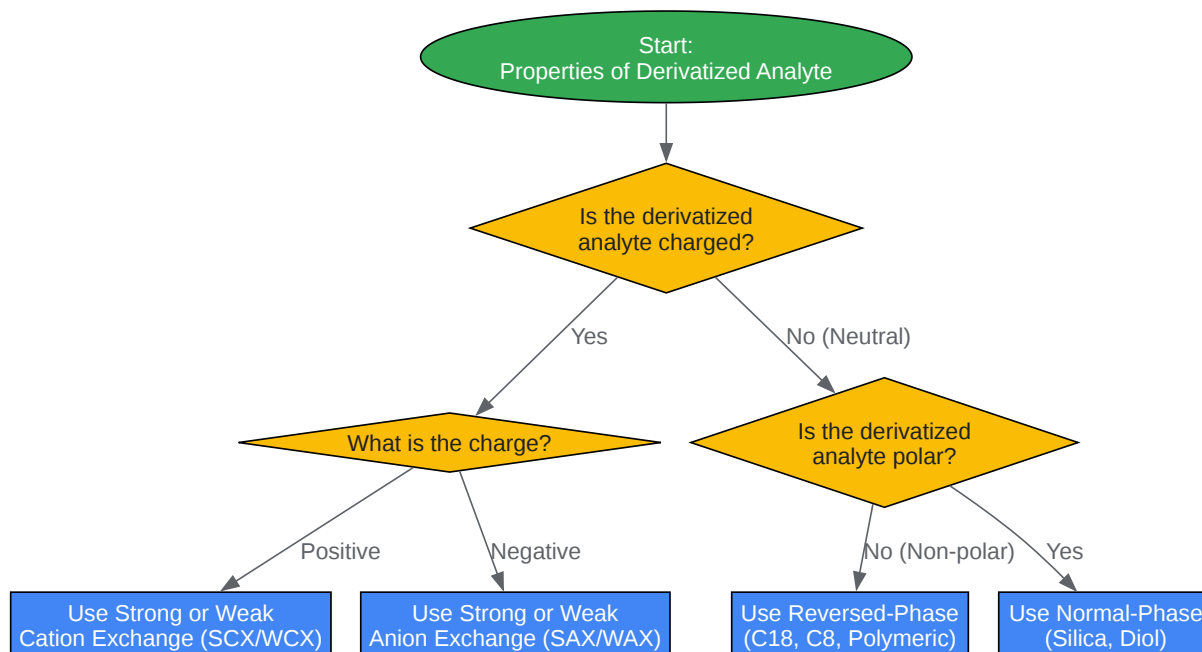 Start:
Properties of Derivatized Analyte
Is the derivatized
analyte charged?
Yes
No (Neutral)
What is the charge?
Is the derivatized
analyte polar?
Positive
Negative
No (Non-polar)
Yes
Use Strong or Weak
Cation Exchange (SCX/WCX)
Use Strong or Weak
Anion Exchange (SAX/WAX)
Use Reversed-Phase
(C18, C8, Polymeric)
Use Normal-Phase
(Silica, Diol)